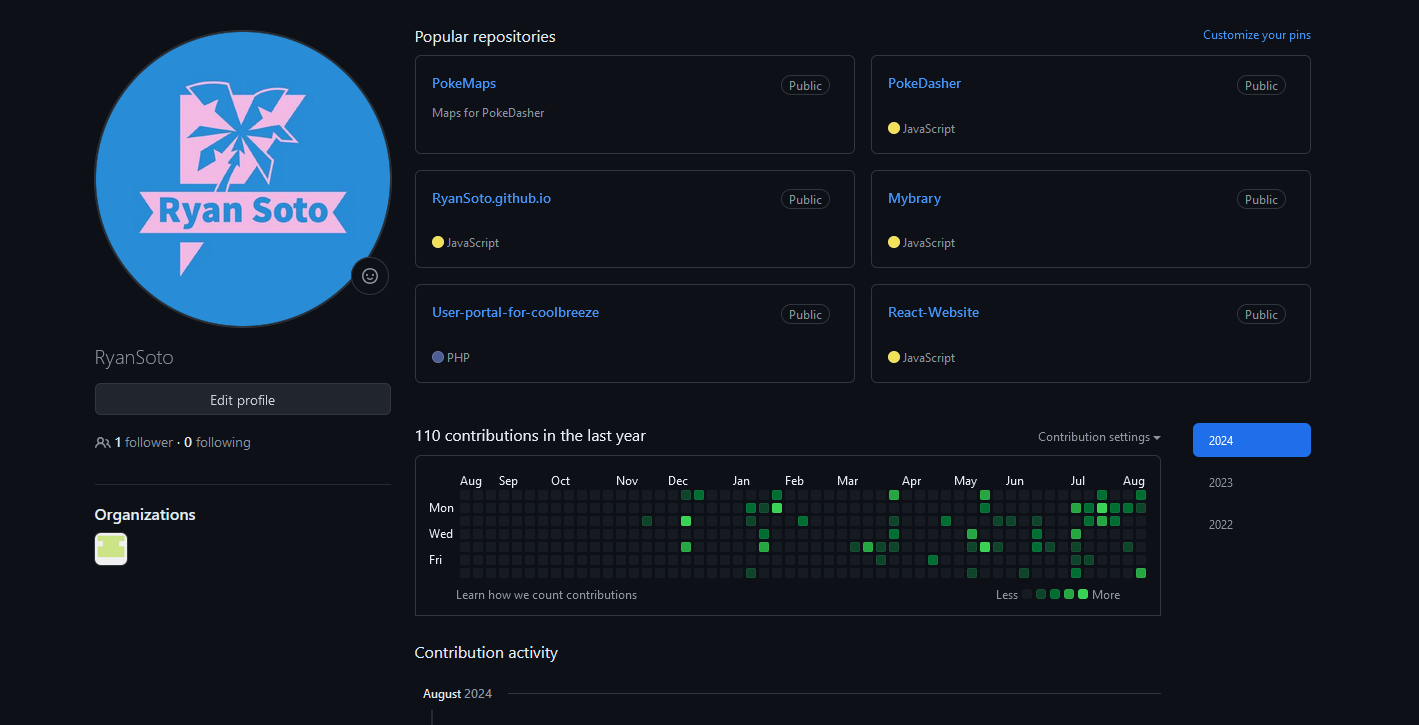 Ryan Soto
RyanSoto
Edit profile
1 follower · 0 following
Organizations
Popular repositories
Customize your pins
PokeMaps
Public
Maps for PokeDasher
PokeDasher
Public
JavaScript
RyanSoto.github.io
Public
JavaScript
Mybrary
Public
JavaScript
User-portal-for-coolbreeze
Public
PHP
React-Website
Public
JavaScript
110 contributions in the last year
Contribution settings
2024
2023
2022
Aug Sep Oct Nov Dec Jan Feb Mar Apr May Jun Jul Aug
Mon
Wed
Fri
Learn how we count contributions
Less More
Contribution activity
August 2024